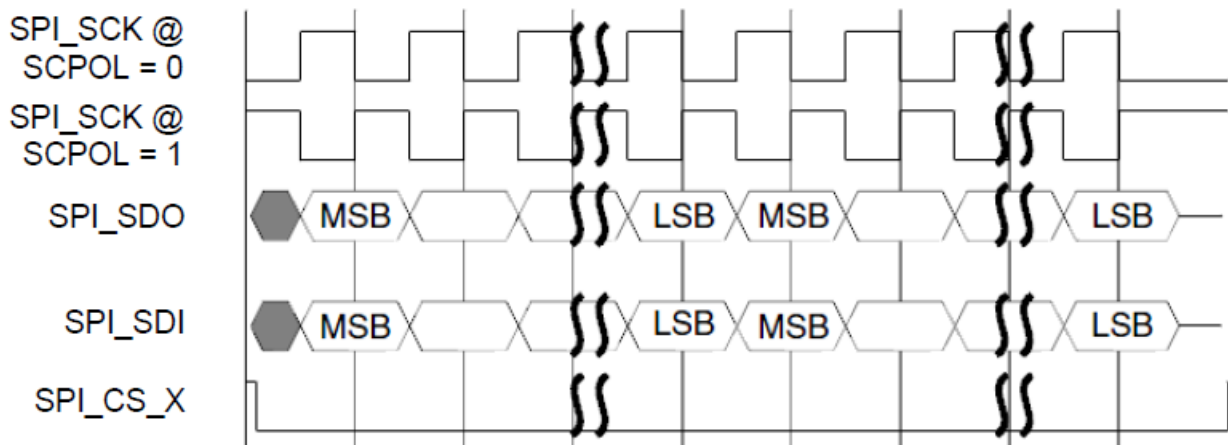 SPI_SCK @
SCPOL = 0
SPI_SCK @
SCPOL = 1
SPI_SDO MSB LSB MSB LSB
SPI_SDI MSB LSB MSB LSB
SPI_CS_X